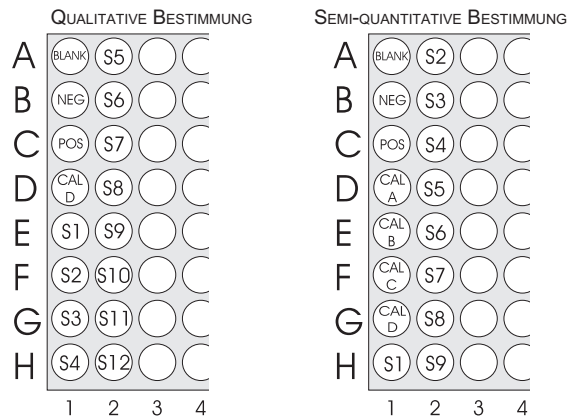 QUALITATIVE BESTIMMUNG
A BLANK S5
B NEG S6
C POS S7
D CAL D S8
E S1 S9
F S2 S10
G S3 S11
H S4 S12
1 2 3 4
SEMI-QUANTITATIVE BESTIMMUNG
A BLANK S2
B NEG S3
C POS S4
D CAL A S5
E CAL B S6
F CAL C S7
G CAL D S8
H S1 S9
1 2 3 4